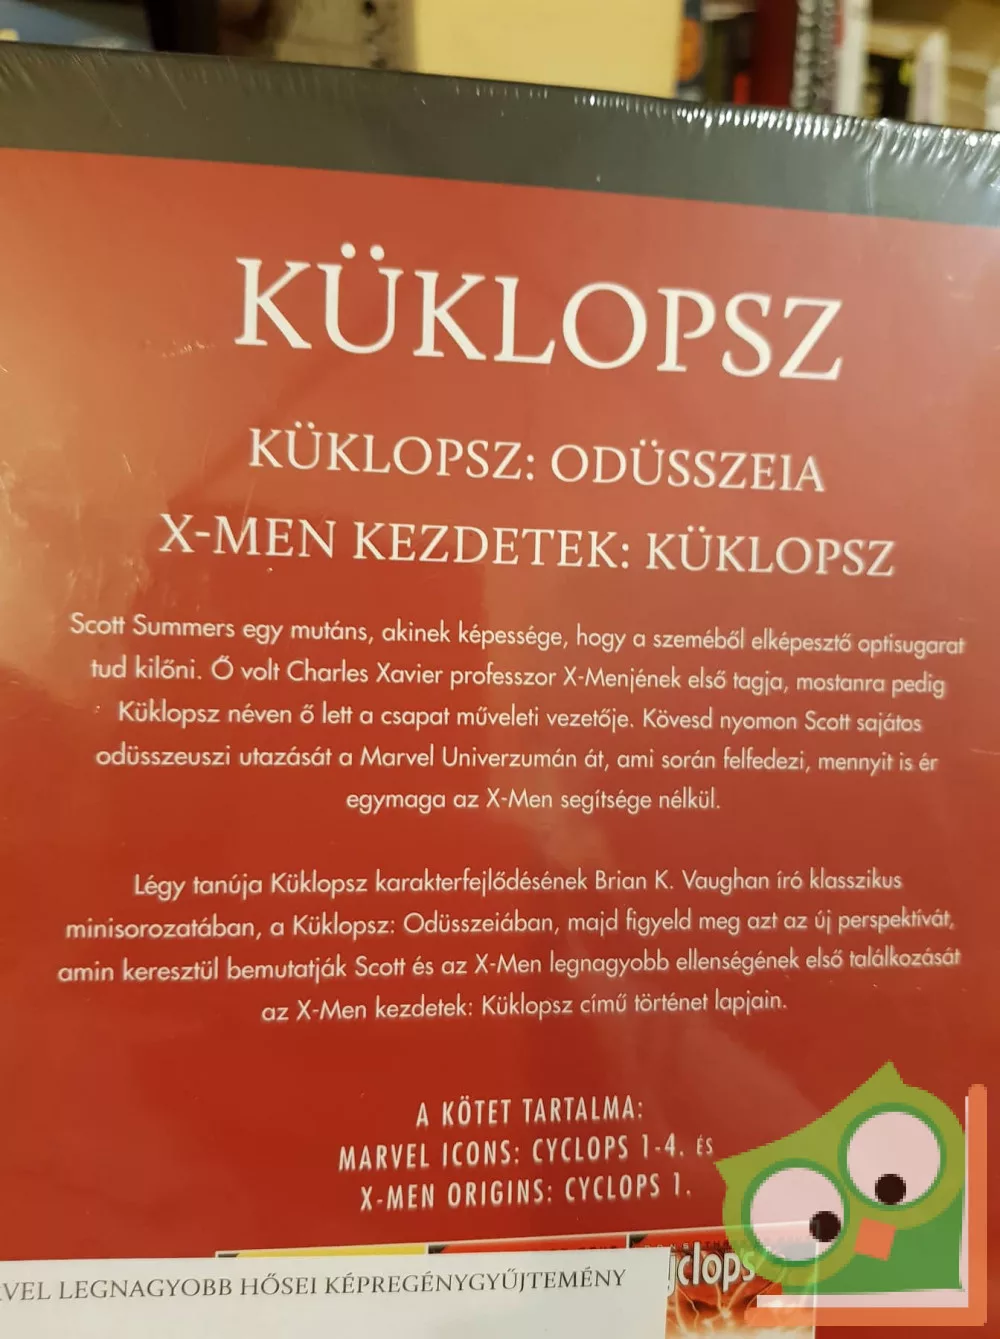 KÜKLOPSZ
KÜKLOPSZ: ODÜSSZEIA
X-MEN KEZDETEK: KÜKLOPSZ
Scott Summers egy mutáns, akinek képessége, hogy a szeméből elképesztő optisugarat
tud kilőni. Ő volt Charles Xavier professzor X-Menjének első tagja, mostanra pedig
Küklopsz néven ő lett a csapat műveleti vezetője. Kövesd nyomon Scott sajátos
odüsszeuszi utazását a Marvel Univerzumán át, ami során felfedezi, mennyit is ér
egymaga az X-Men segítsége nélkül.
Légy tanúja Küklopsz karakterfejlődésének Brian K. Vaughan író klasszikus
minisorozatában, a Küklopsz: Odüsszeiában, majd figyeld meg azt az új perspektívát,
amin keresztül bemutatják Scott és az X-Men legnagyobb ellenségének első találkozását
az X-Men kezdetek: Küklopsz című történet lapjain.
A KÖTET TARTALMA:
MARVEL ICONS: CYCLOPS 1-4. ÉS
X-MEN ORIGINS: CYCLOPS 1.
yclops
VEL LEGNAGYOBB HŐSEI KÉPREGÉNYGYŰJTEMÉNY